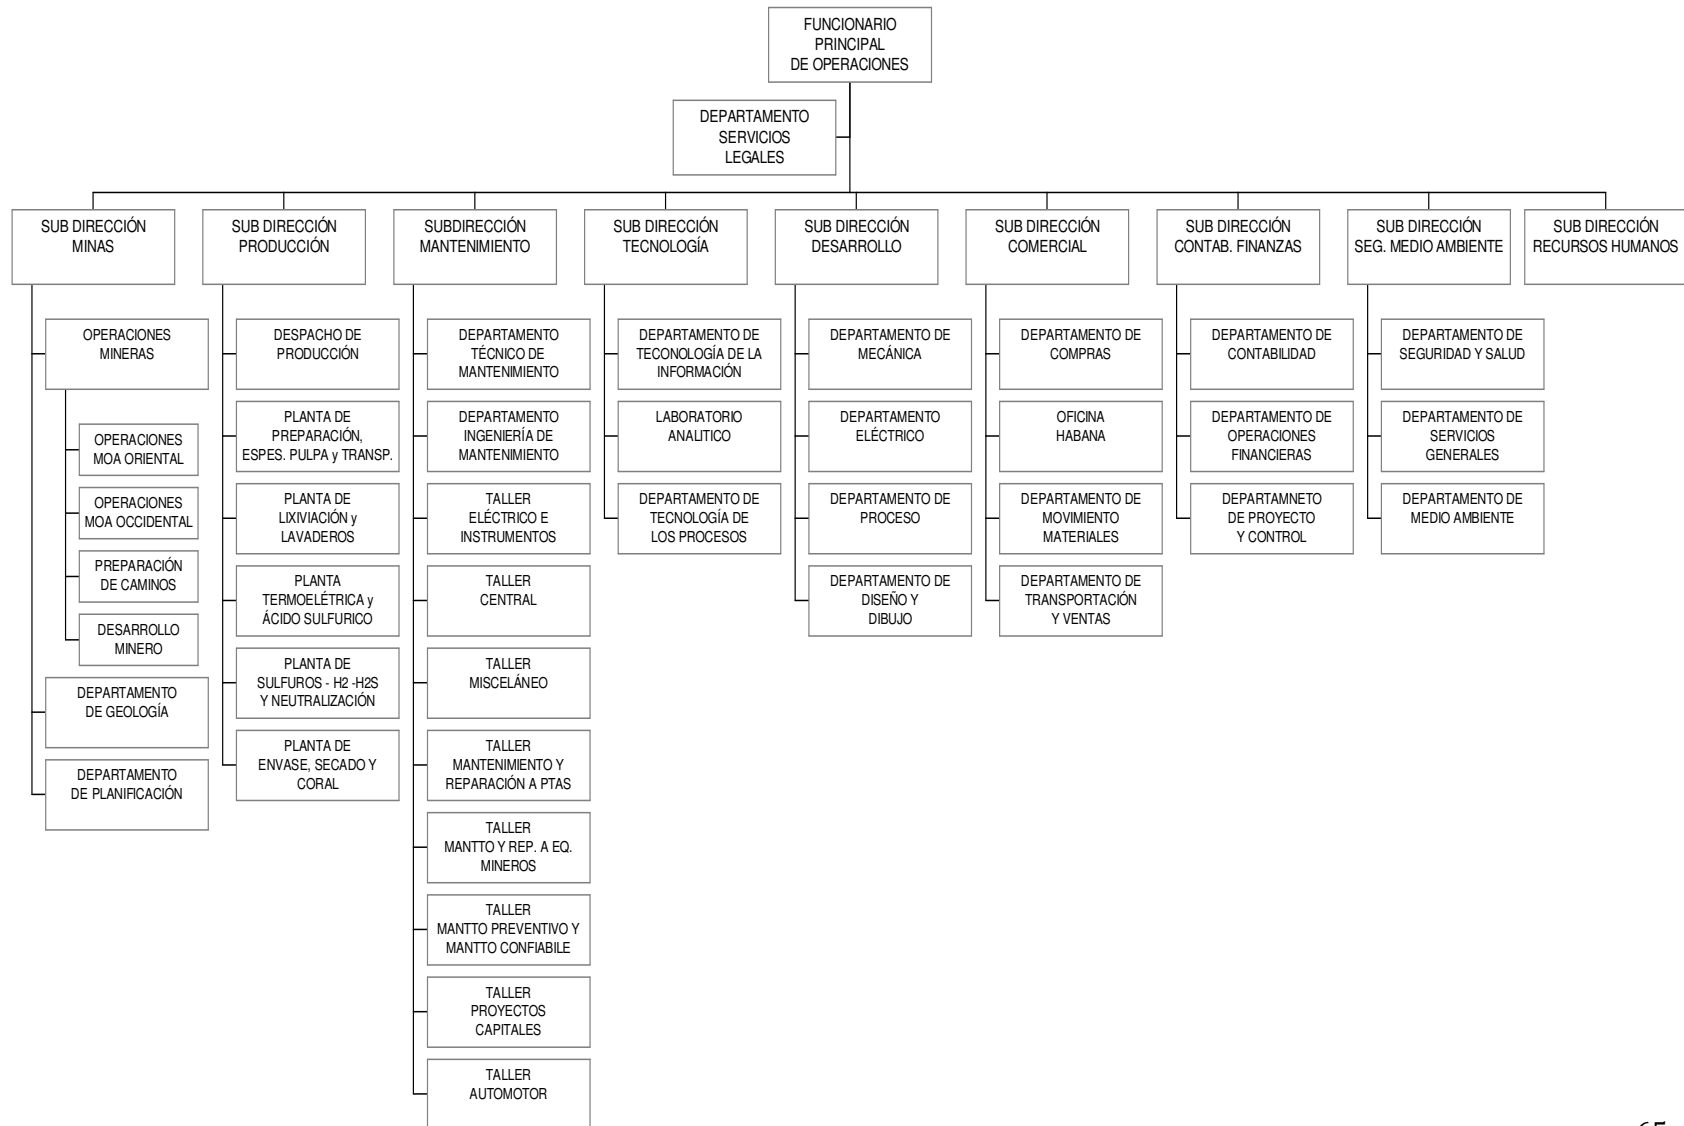 FUNCIONARIO
PRINCIPAL
DE OPERACIONES
DEPARTAMENTO
SERVICIOS
LEGALES
SUB DIRECCIÓN
MINAS
SUB DIRECCIÓN
PRODUCCIÓN
SUBDIRECCIÓN
MANTENIMIENTO
SUB DIRECCIÓN
TECNOLOGÍA
SUB DIRECCIÓN
DESARROLLO
SUB DIRECCIÓN
COMERCIAL
SUB DIRECCIÓN
CONTAB. FINANZAS
SUB DIRECCIÓN
SEG. MEDIO AMBIENTE
SUB DIRECCIÓN
RECURSOS HUMANOS
OPERACIONES
MINERAS
OPERACIONES
MOA ORIENTAL
OPERACIONES
MOA OCCIDENTAL
PREPARACIÓN
DE CAMINOS
DESARROLLO
MINERO
DEPARTAMENTO
DE GEOLOGÍA
DEPARTAMENTO
DE PLANIFICACIÓN
DESPACHO DE
PRODUCCIÓN
PLANTA DE
PREPARACIÓN,
ESPES. PULPA y TRANSP.
PLANTA DE
LIXIVIACIÓN y
LAVADEROS
PLANTA
TERMOELÉTRICA y
ÁCIDO SULFURICO
PLANTA DE
SULFUROS - H2 -H2S
Y NEUTRALIZACIÓN
PLANTA DE
ENVASE, SECADO Y
CORAL
DEPARTAMENTO
TÉCNICO DE
MANTENIMIENTO
DEPARTAMENTO
INGENIERÍA DE
MANTENIMIENTO
TALLER
ELÉCTRICO E
INSTRUMENTOS
TALLER
CENTRAL
TALLER
MISCELÁNEO
TALLER
MANTENIMIENTO Y
REPARACIÓN A PTAS
TALLER
MANTTO Y REP. A EQ.
MINEROS
TALLER
MANTTO PREVENTIVO Y
MANTTO CONFIABILE
TALLER
PROYECTOS
CAPITALES
TALLER
AUTOMOTOR
DEPARTAMENTO DE
TECONOLOGÍA DE LA
INFORMACIÓN
LABORATORIO
ANALITICO
DEPARTAMENTO DE
TECNOLOGÍA DE
LOS PROCESOS
DEPARTAMENTO DE
MECÁNICA
DEPARTAMENTO
ELÉCTRICO
DEPARTAMENTO DE
PROCESO
DEPARTAMENTO DE
DISEÑO Y
DIBUJO
DEPARTAMENTO DE
COMPRAS
OFICINA
HABANA
DEPARTAMENTO DE
MOVIMIENTO
MATERIALES
DEPARTAMENTO DE
TRANSPORTACIÓN
Y VENTAS
DEPARTAMENTO DE
CONTABILIDAD
DEPARTAMENTO DE
OPERACIONES
FINANCIERAS
DEPARTAMNETO
DE PROYECTO
Y CONTROL
DEPARTAMENTO DE
SEGURIDAD Y SALUD
DEPARTAMENTO DE
SERVICIOS
GENERALES
DEPARTAMENTO DE
MEDIO AMBIENTE